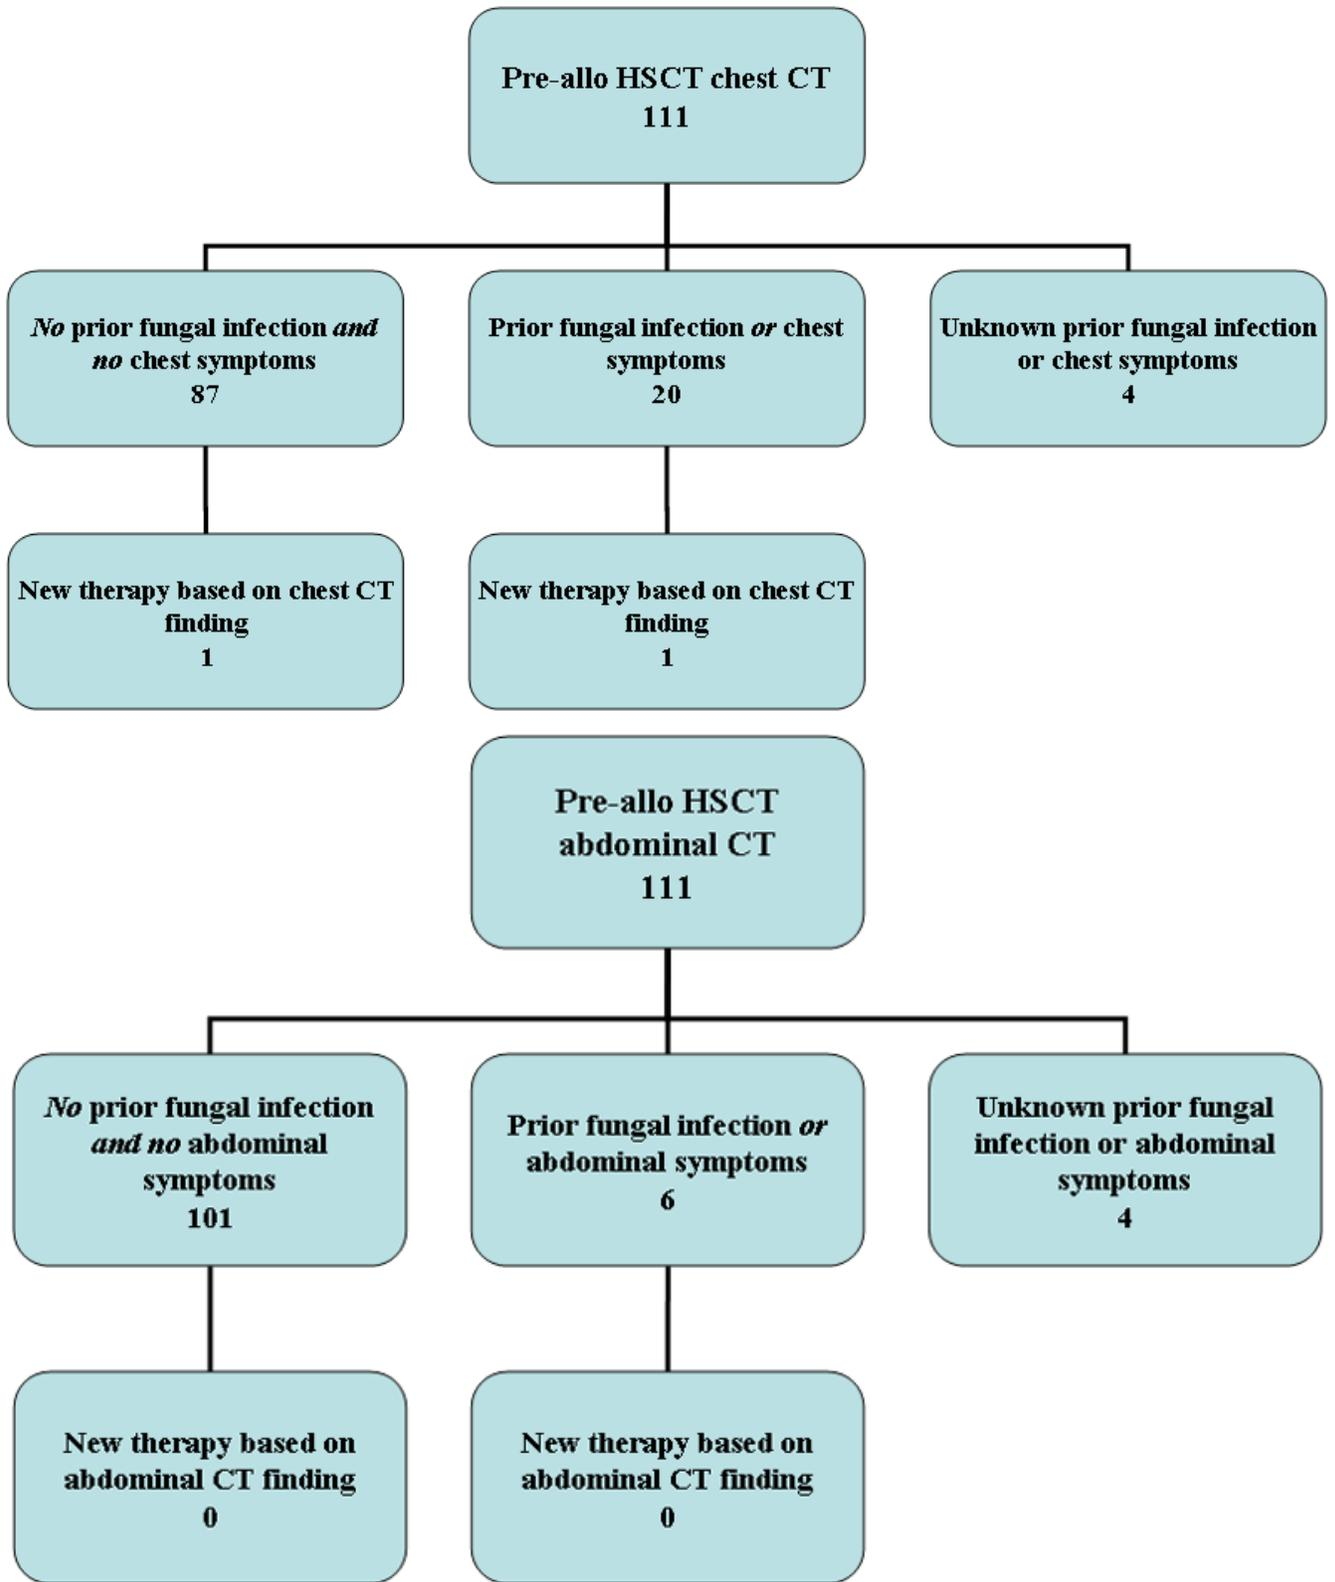 Pre-allo HSCT chest CT
111
No prior fungal infection and
no chest symptoms
87
Prior fungal infection or chest
symptoms
20
Unknown prior fungal infection
or chest symptoms
4
New therapy based on chest CT
finding
1
New therapy based on chest CT
finding
1
Pre-allo HSCT
abdominal CT
111
No prior fungal infection
and no abdominal
symptoms
101
Prior fungal infection or
abdominal symptoms
6
Unknown prior fungal
infection or abdominal
symptoms
4
New therapy based on
abdominal CT finding
0
New therapy based on
abdominal CT finding
0